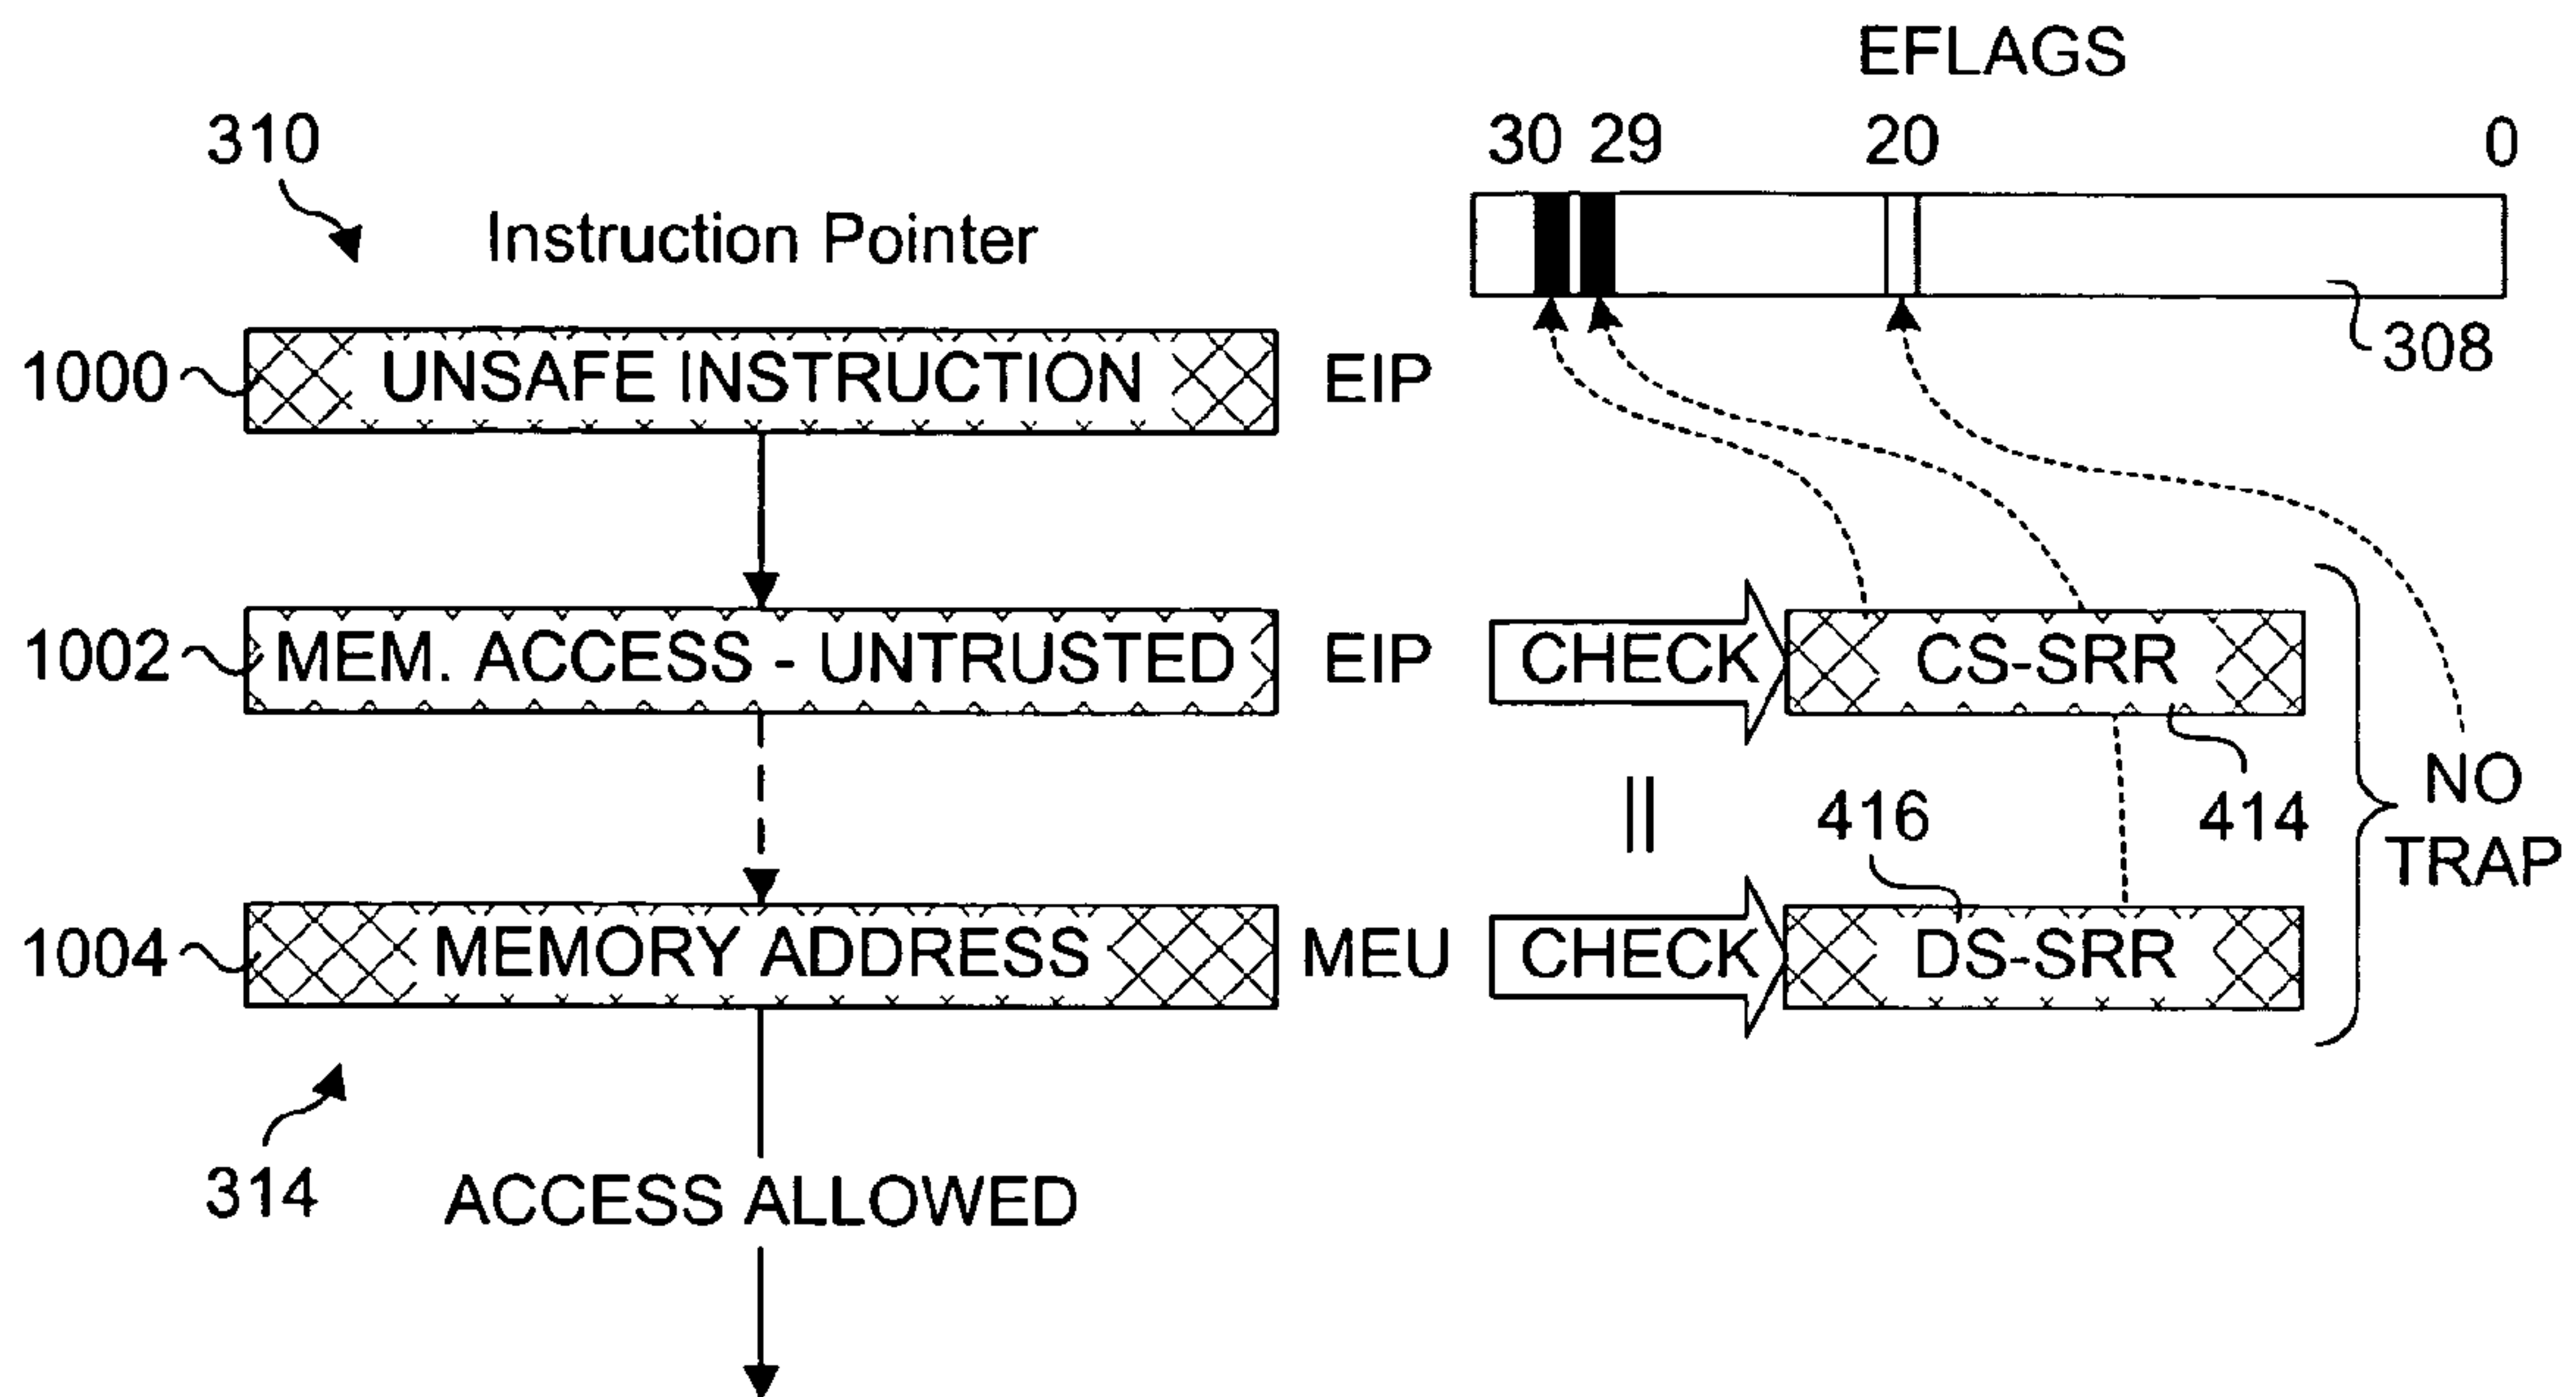 EFLAGS
30 29 20 0
310
Instruction Pointer
308
1000 UNSAFE INSTRUCTION EIP
1002 MEM. ACCESS - UNTRUSTED EIP CHECK CS-SRR
414
416
NO
TRAP
||
1004 MEMORY ADDRESS MEU CHECK DS-SRR
314
ACCESS ALLOWED